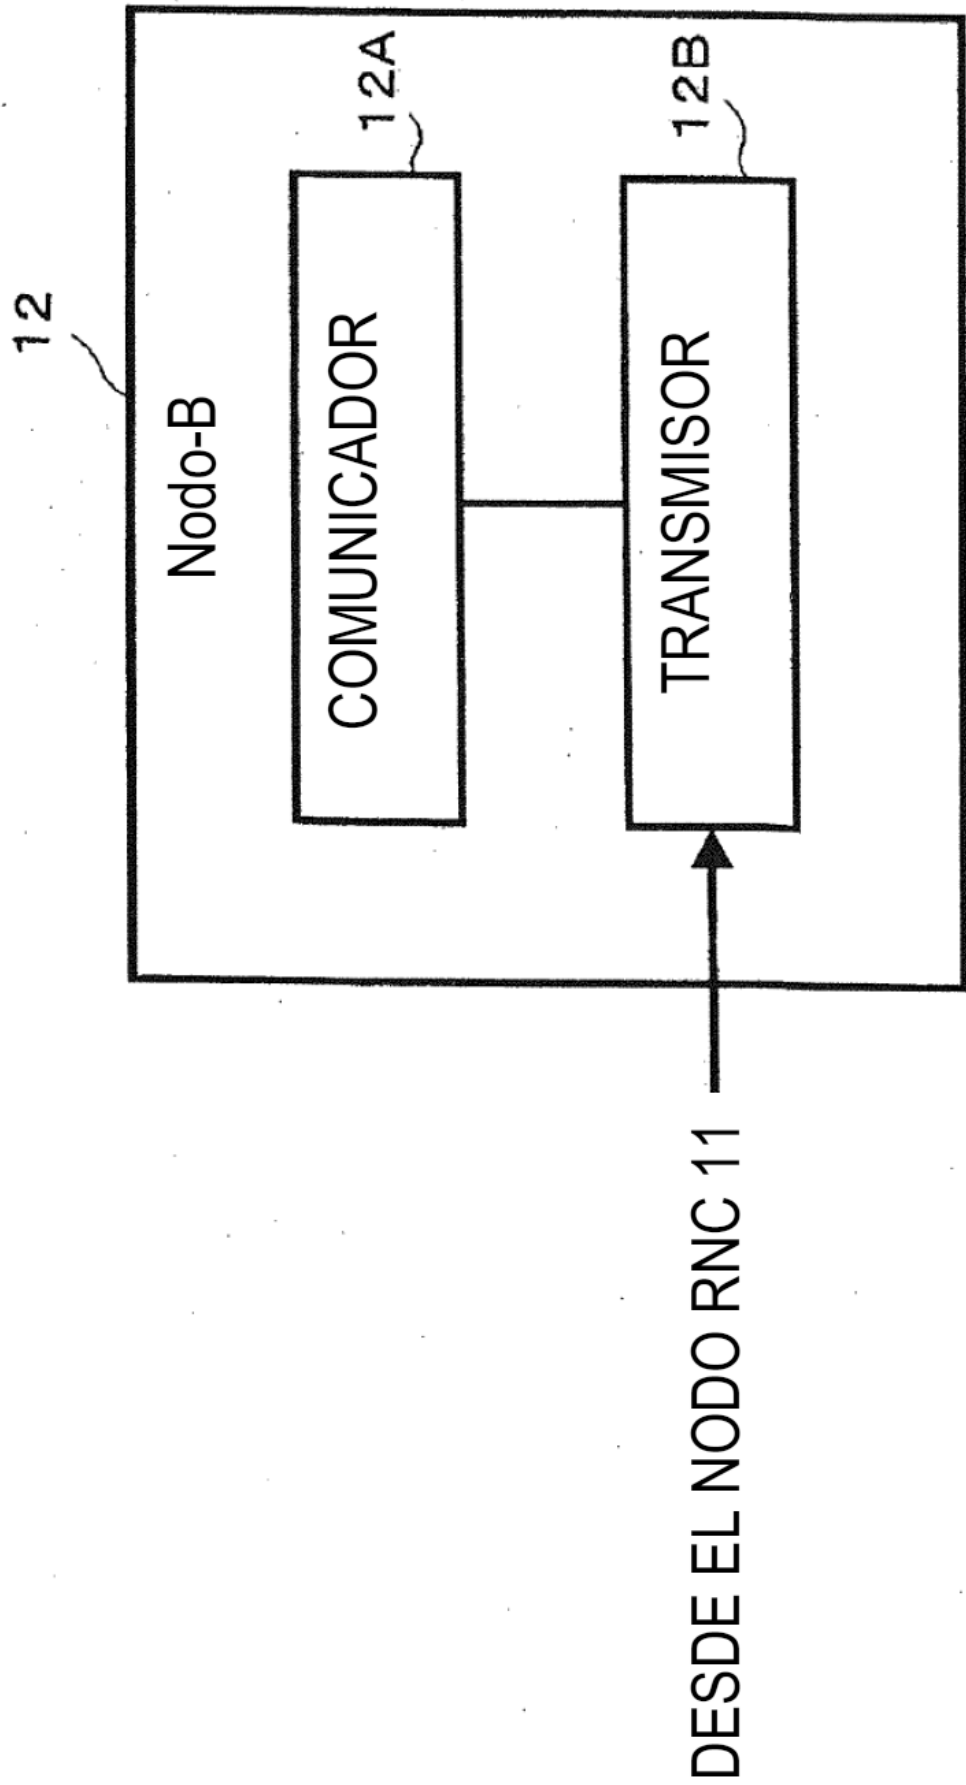 12
Nodo-B
12A
COMUNICADOR
12B
TRANSMISOR
DESDE EL NODO RNC 11